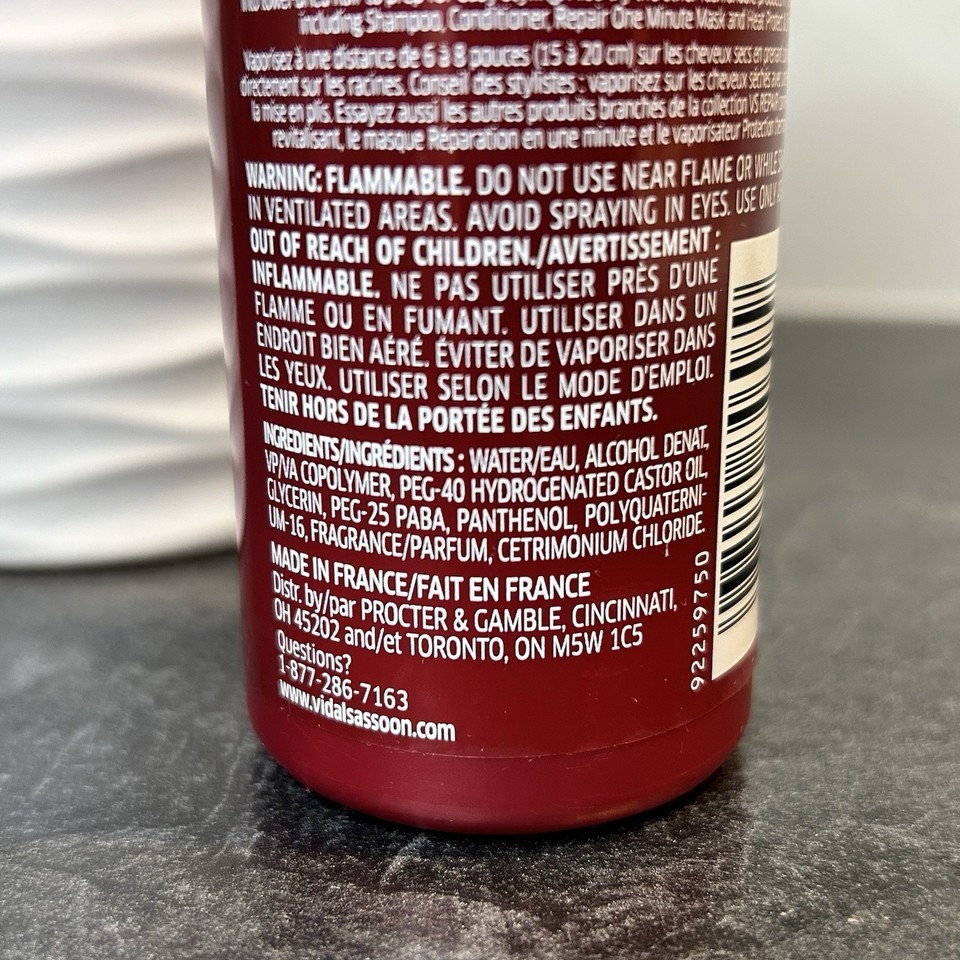 including Shampoo, Conditioner, Repair One Minute Mask and Heat Protect
Vaporisez à une distance de 6 à 8 pouces (15 à 20 cm) sur les cheveux secs en
directement sur les racines. Conseil des stylistes : vaporisez sur les cheveux séchés
la mise en plis. Essayez aussi les autres produits branchés de la collection VS REPAIR
revitalisant, le masque Réparation en une minute et le vaporisateur Protection
WARNING: FLAMMABLE. DO NOT USE NEAR FLAME OR WHILE
IN VENTILATED AREAS. AVOID SPRAYING IN EYES. USE ONLY
OUT OF REACH OF CHILDREN./AVERTISSEMENT :
INFLAMMABLE. NE PAS UTILISER PRÈS D'UNE
FLAMME OU EN FUMANT. UTILISER DANS UN
ENDROIT BIEN AÉRÉ. ÉVITER DE VAPORISER DANS
LES YEUX. UTILISER SELON LE MODE D'EMPLOI.
TENIR HORS DE LA PORTÉE DES ENFANTS.
INGREDIENTS/INGRÉDIENTS : WATER/EAU, ALCOHOL DENAT,
VP/VA COPOLYMER, PEG-40 HYDROGENATED CASTOR OIL,
GLYCERIN, PEG-25 PABA, PANTHENOL, POLYQUATERNI-
UM-16, FRAGRANCE/PARFUM, CETRIMONIUM CHLORIDE.
MADE IN FRANCE/FAIT EN FRANCE
Distr. by/par PROCTER & GAMBLE, CINCINNATI,
OH 45202 and/et TORONTO, ON M5W 1C5
Questions?
1-877-286-7163
www.vidalsassoon.com
92259750